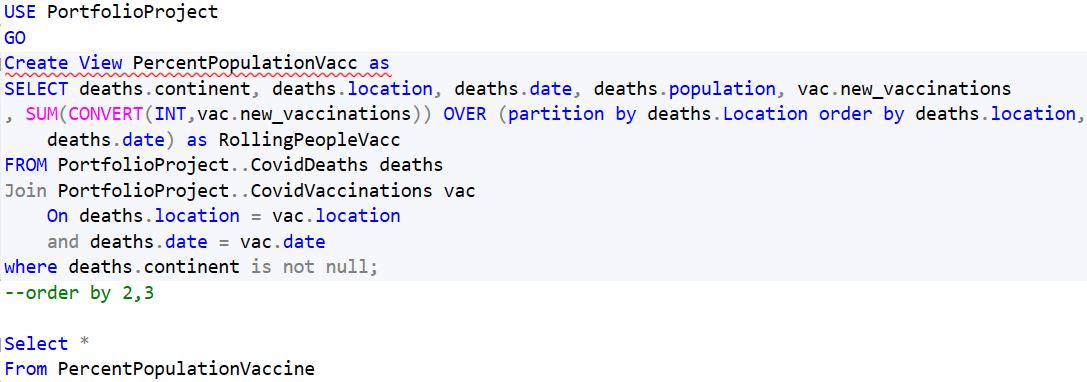 USE PortfolioProject
GO
Create View PercentPopulationVacc as
SELECT deaths.continent, deaths.location, deaths.date, deaths.population, vac.new_vaccinations
, SUM(CONVERT(INT,vac.new_vaccinations)) OVER (partition by deaths.Location order by deaths.location,
deaths.date) as RollingPeopleVacc
FROM PortfolioProject..CovidDeaths deaths
Join PortfolioProject..CovidVaccinations vac
On deaths.location = vac.location
and deaths.date = vac.date
where deaths.continent is not null;
--order by 2,3
Select *
From PercentPopulationVaccine